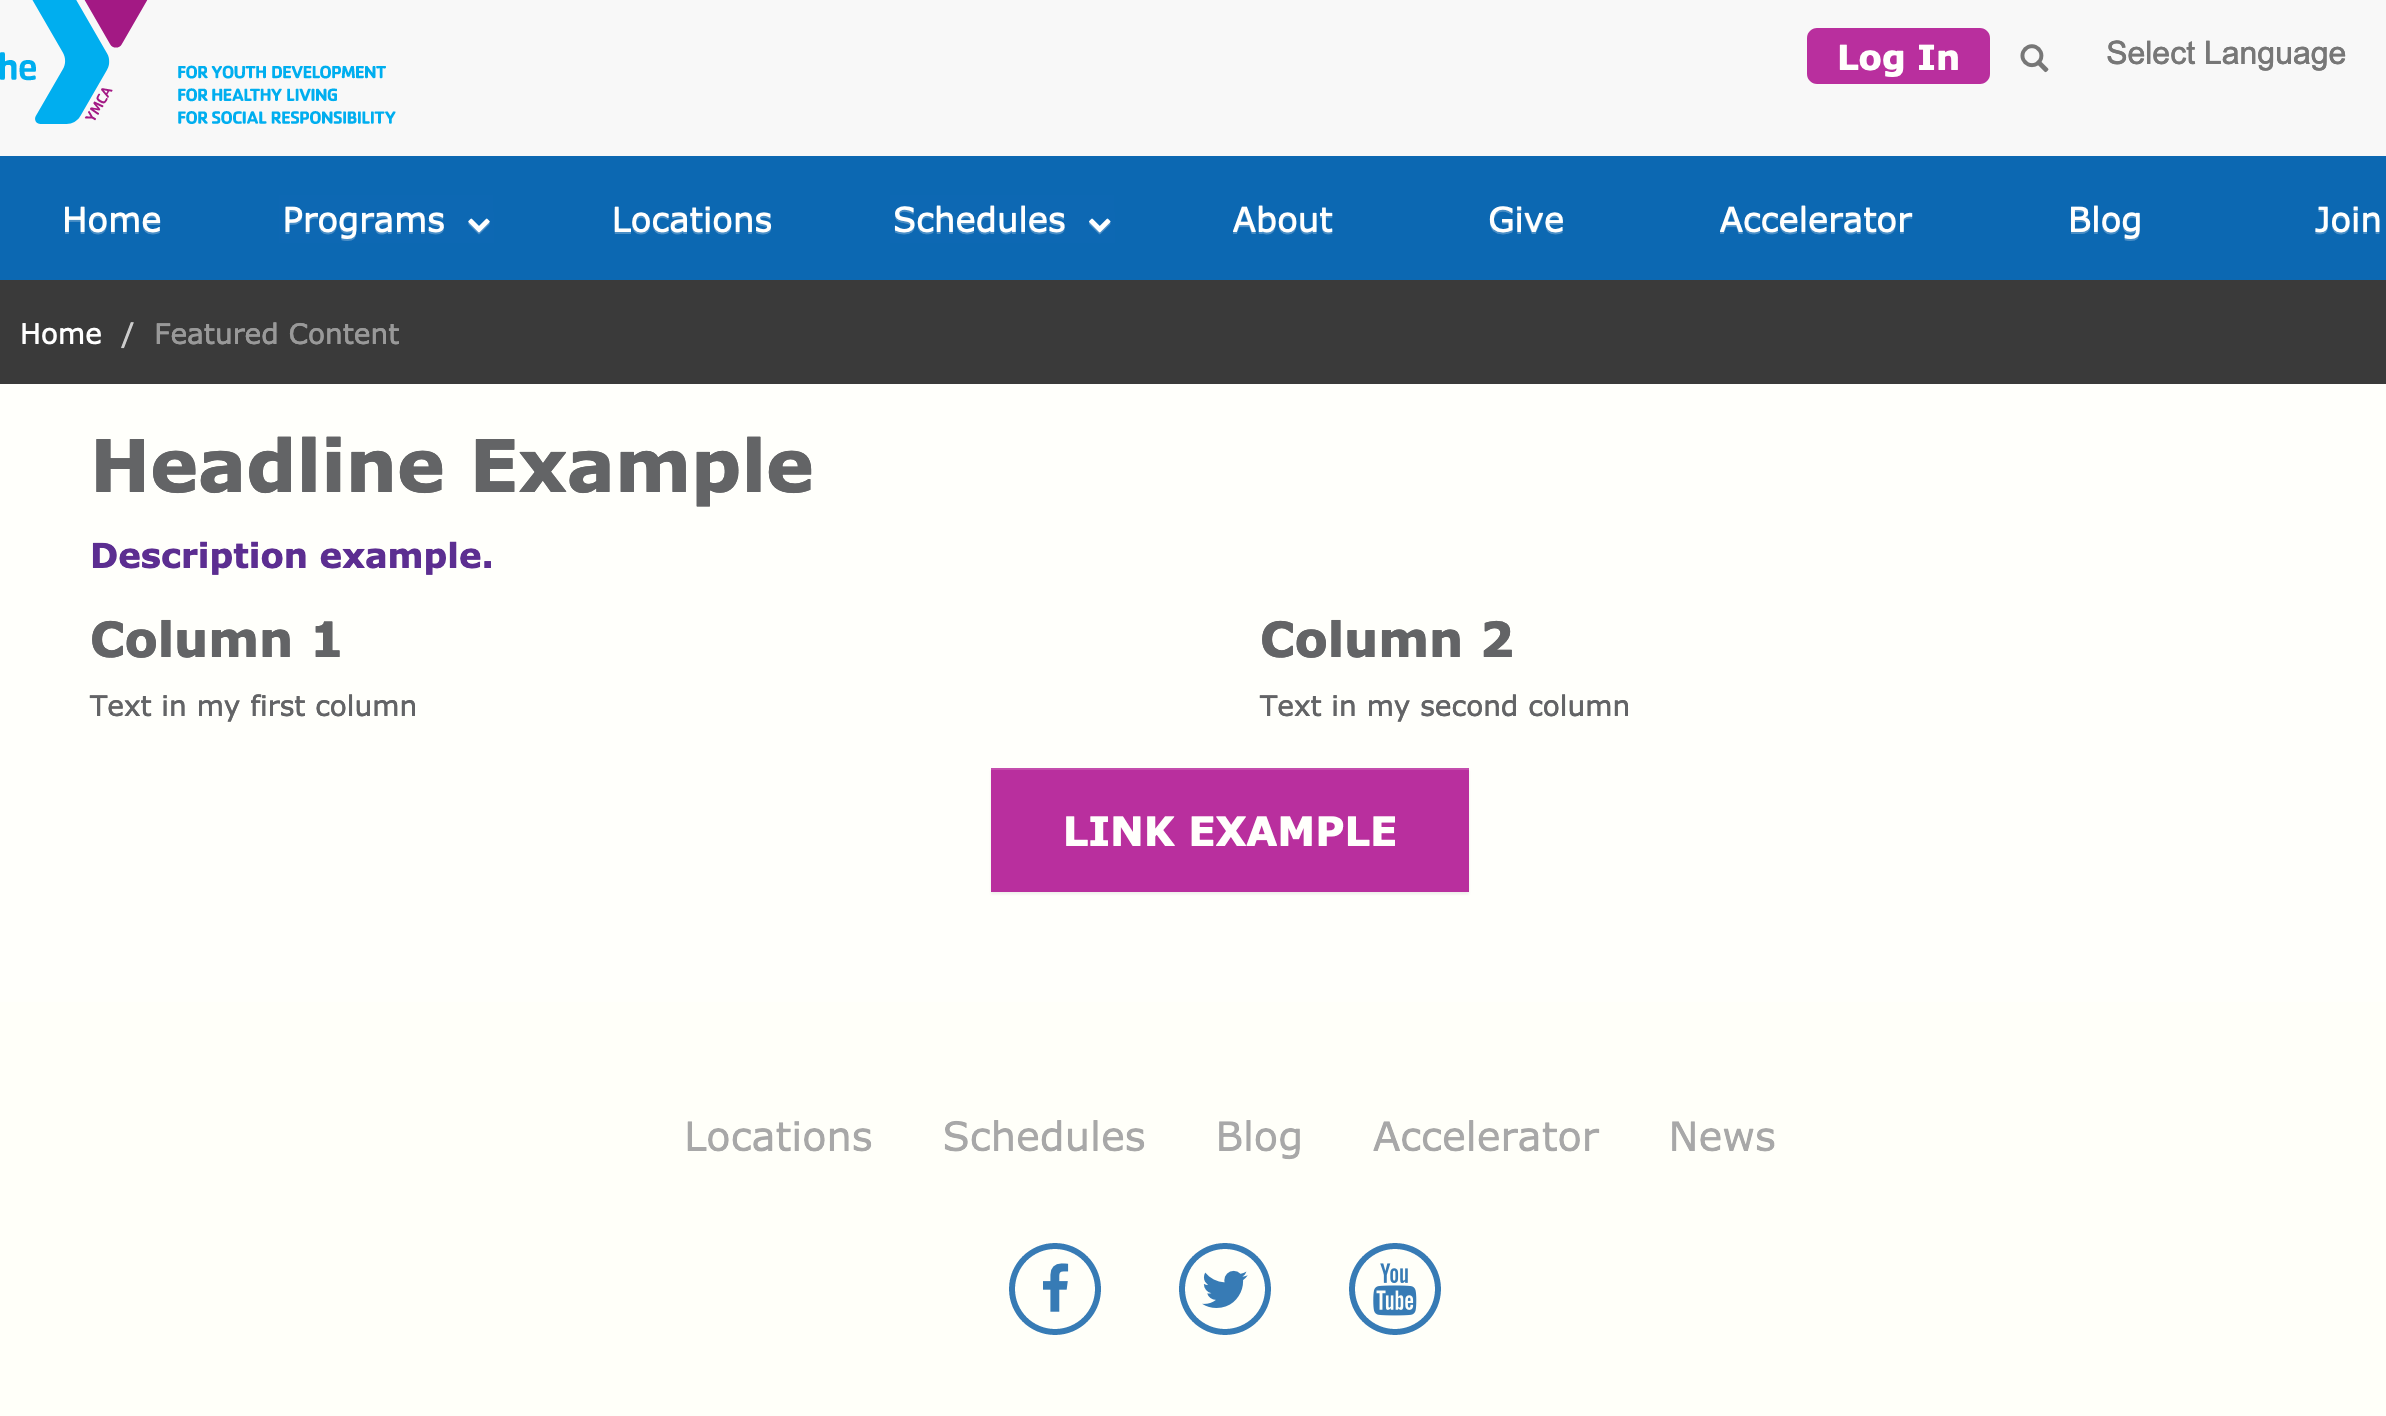 he
YMCA
FOR YOUTH DEVELOPMENT
FOR HEALTHY LIVING
FOR SOCIAL RESPONSIBILITY
Log In
Select Language
Home Programs Locations Schedules About Give Accelerator Blog Join
Home / Featured Content
Headline Example
Description example.
Column 1
Text in my first column
Column 2
Text in my second column
LINK EXAMPLE
Locations Schedules Blog Accelerator News
You
Tube